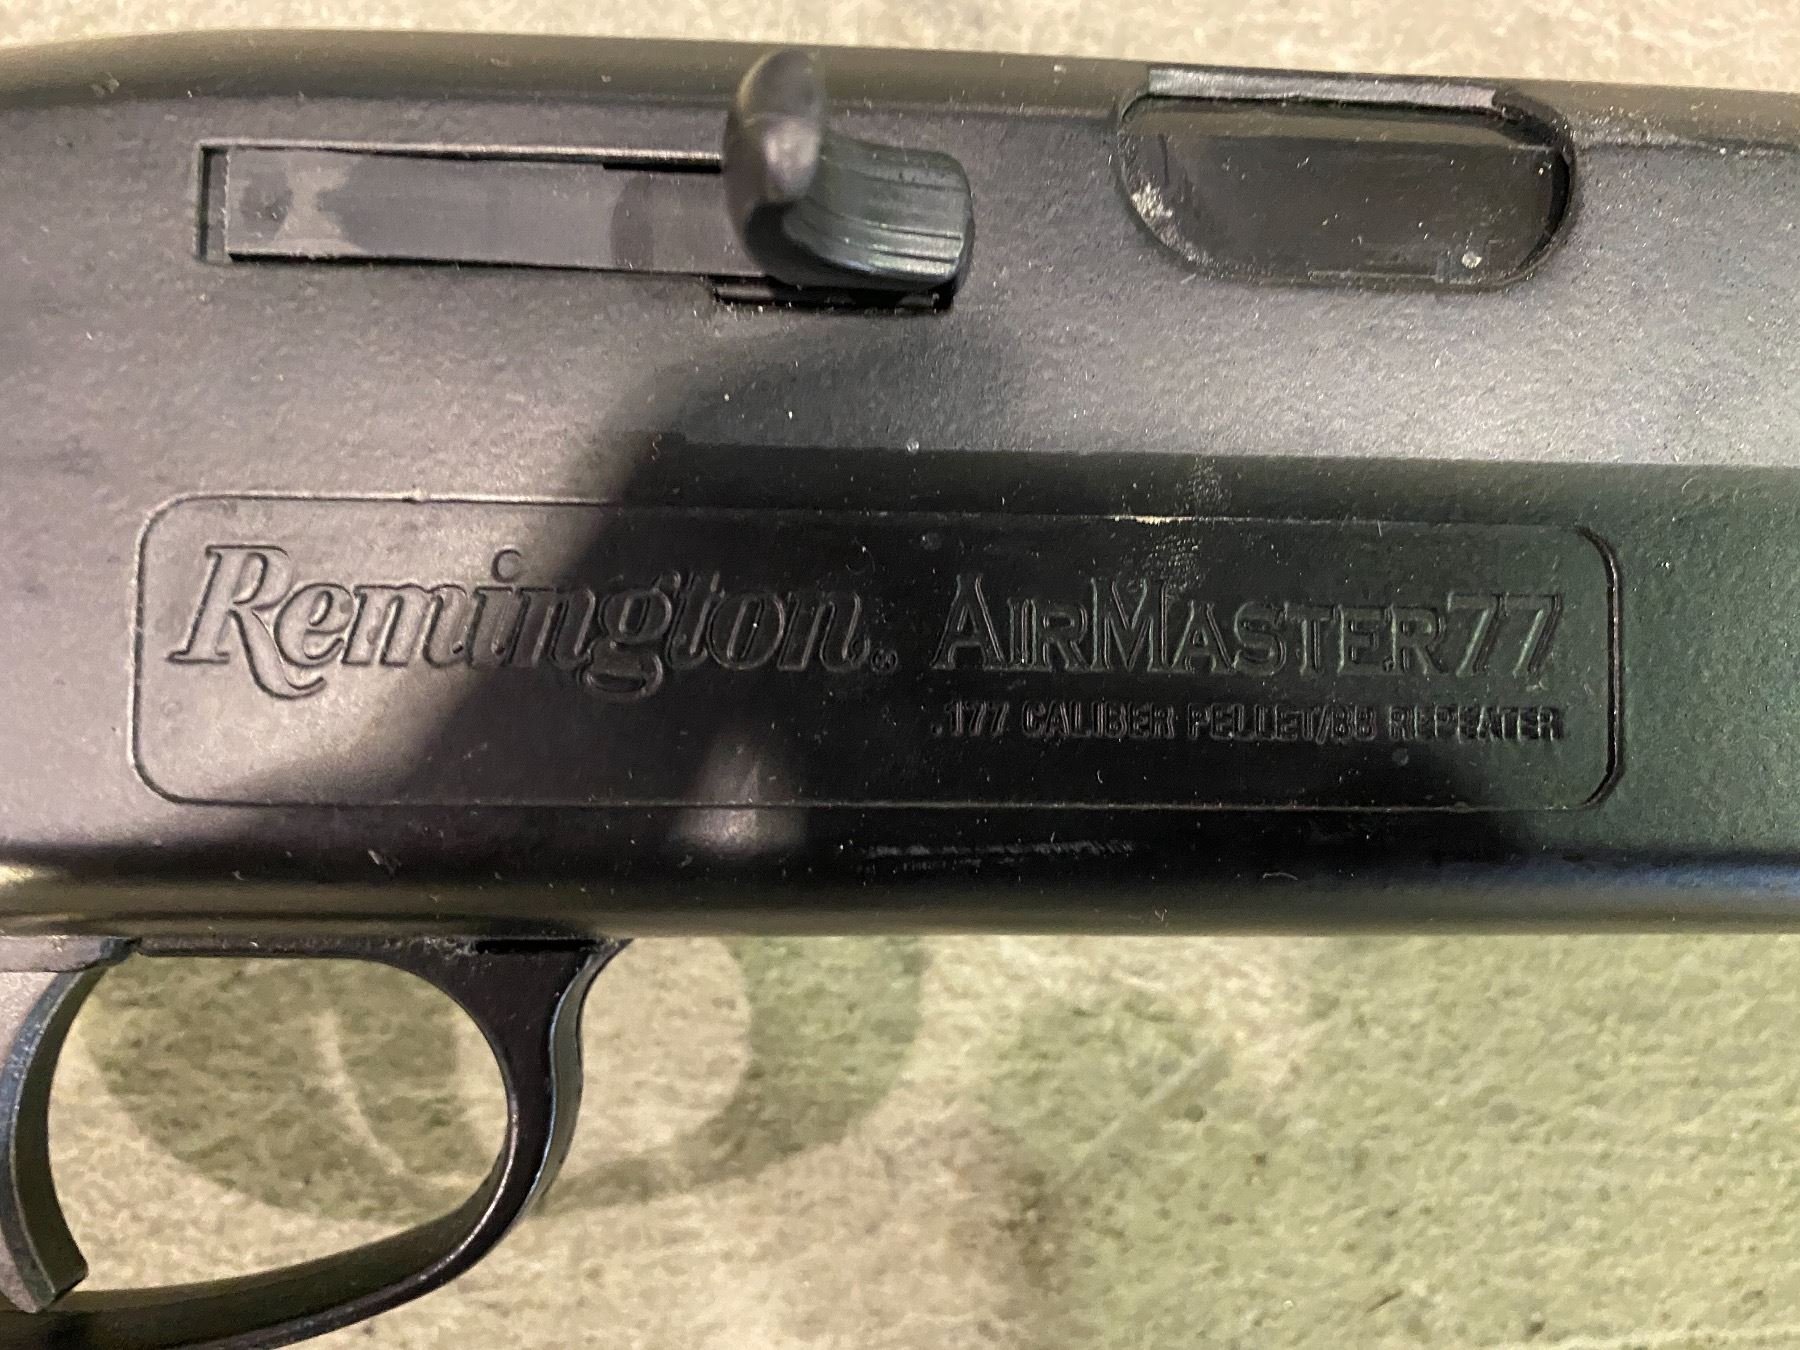 Remington® AIRMASTER77
.177 CALIBER PELLET/BB REPEATER